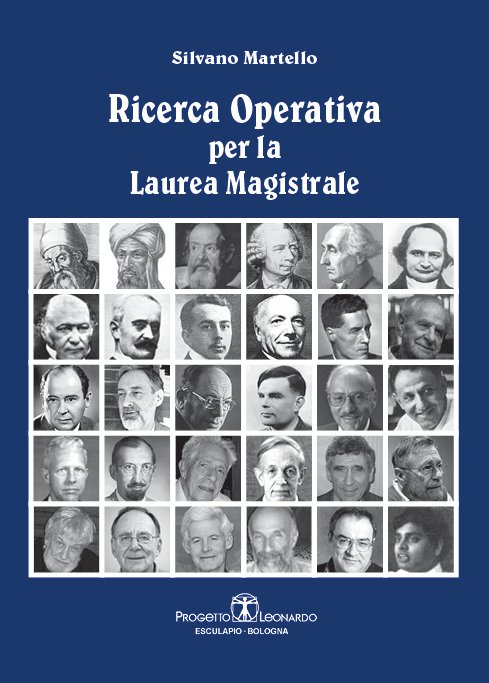 Silvano Martello
Ricerca Operativa
per la
Laurea Magistrale
PROGETTO LEONARDO
ESCULAPIO · BOLOGNA